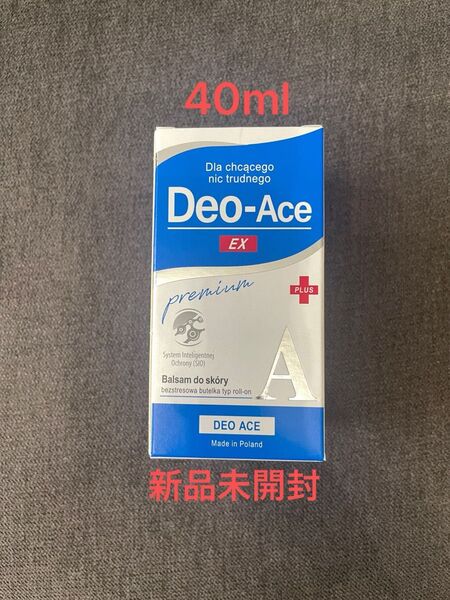 40ml
Dla chcącego
nic trudnego
Deo-Ace
EX
premium
PLUS
System Inteligentnej
Ochrony (SIO)
A
Balsam do skóry
bezstresowa butelka typ roll-on
DEO ACE
Made in Poland
新品未開封